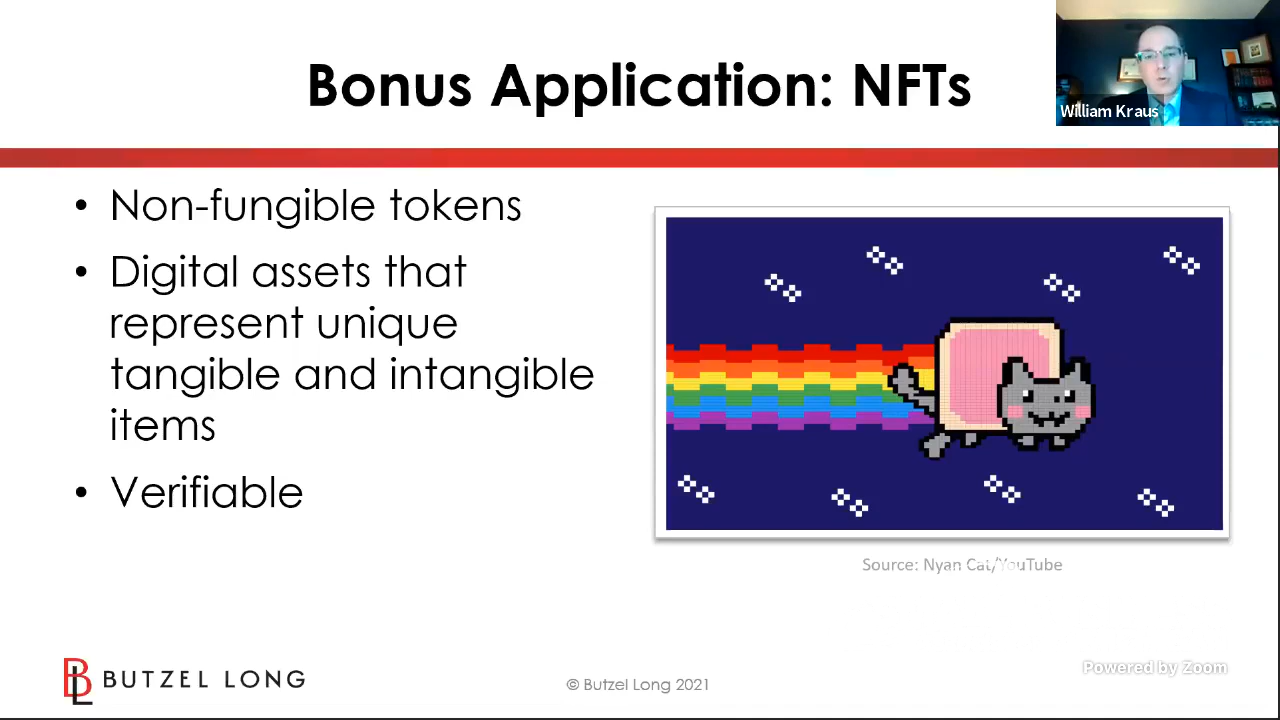 Bonus Application: NFTs
William Kraus
• Non-fungible tokens
• Digital assets that
represent unique
tangible and intangible
items
• Verifiable
Source: Nyan Cat/YouTube
BL BUTZEL LONG
© Butzel Long 2021
Powered by Zoom